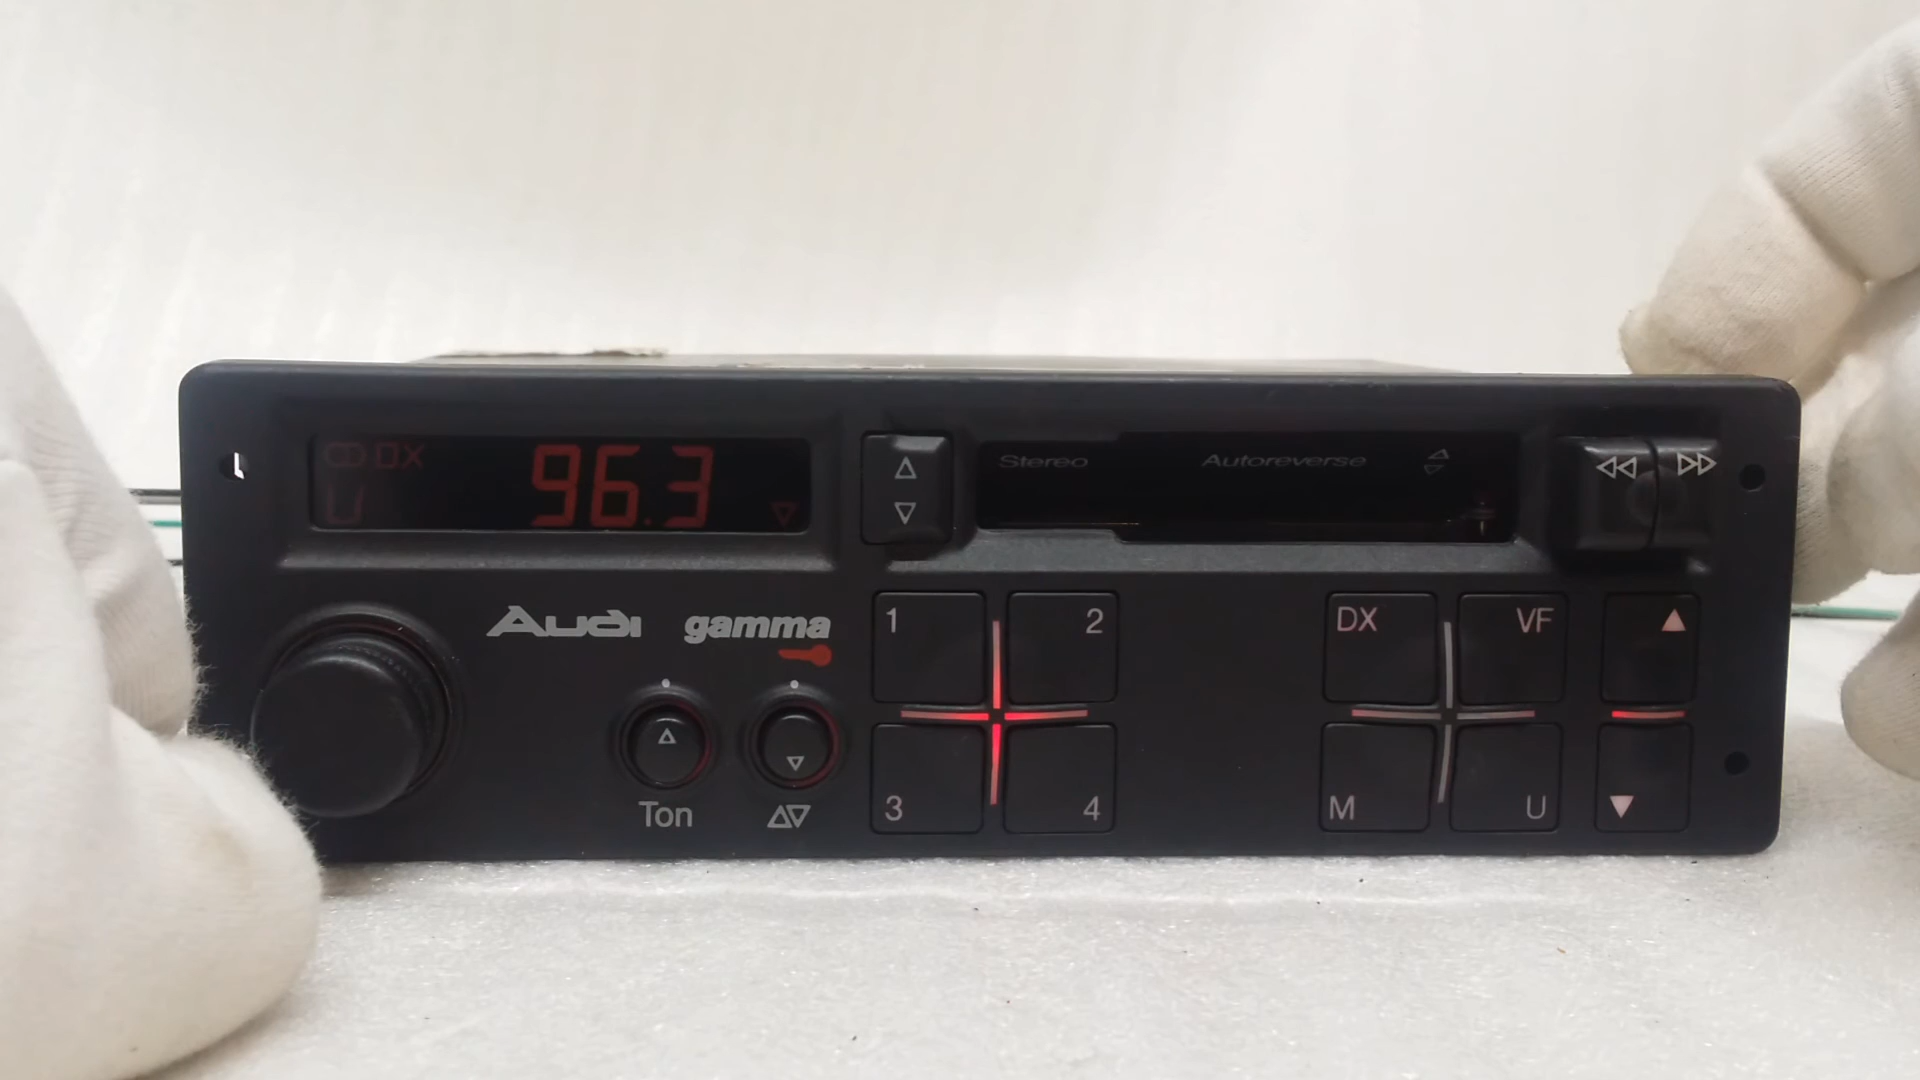 DX
U
96.3
Stereo Autoreverse
Audi gamma
1 2
3 4
Ton
DX VF
M U